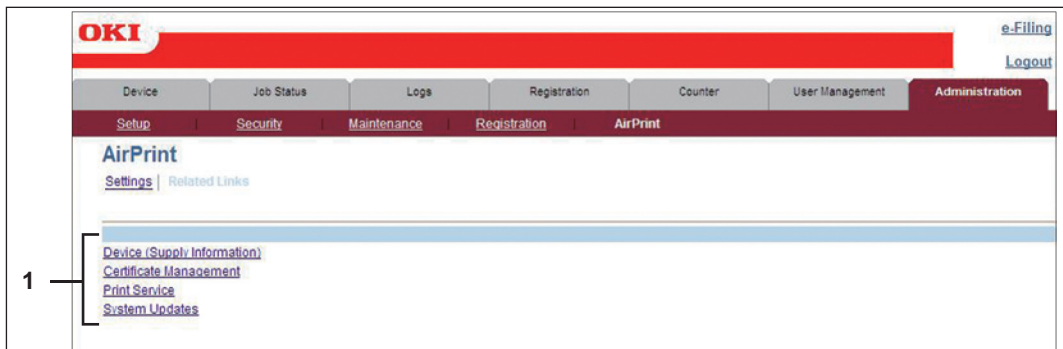 OKI
e-Filing
Logout
Device Job Status Logs Registration Counter User Management Administration
Setup Security Maintenance Registration AirPrint
AirPrint
Settings | Related Links
1
Device (Supply Information)
Certificate Management
Print Service
System Updates